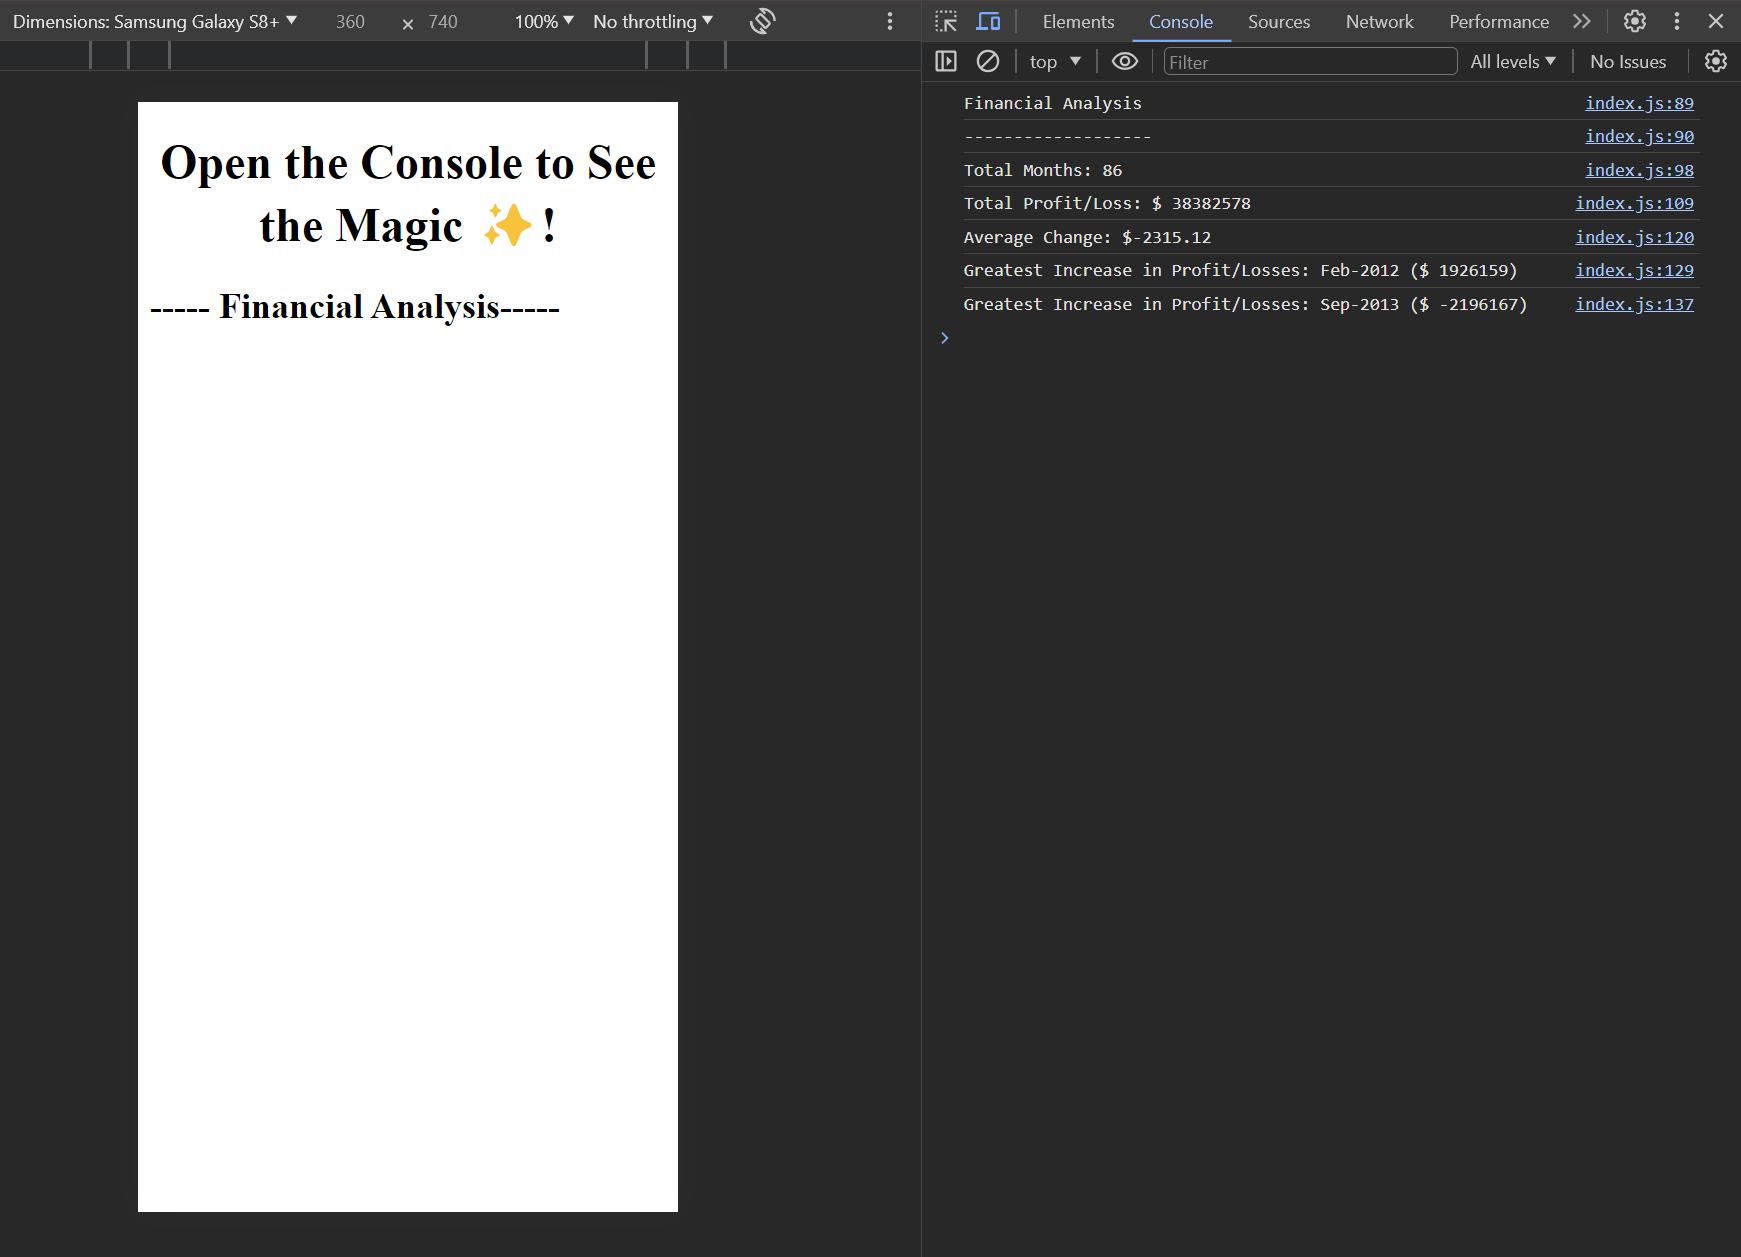 Dimensions: Samsung Galaxy S8+ 360 × 740 100% No throttling
Open the Console to See
the Magic ✨!
----- Financial Analysis-----
Elements Console Sources Network Performance
top Filter All levels No Issues
Financial Analysis index.js:89
------------------- index.js:90
Total Months: 86 index.js:98
Total Profit/Loss: $ 38382578 index.js:109
Average Change: $-2315.12 index.js:120
Greatest Increase in Profit/Losses: Feb-2012 ($ 1926159) index.js:129
Greatest Increase in Profit/Losses: Sep-2013 ($ -2196167) index.js:137